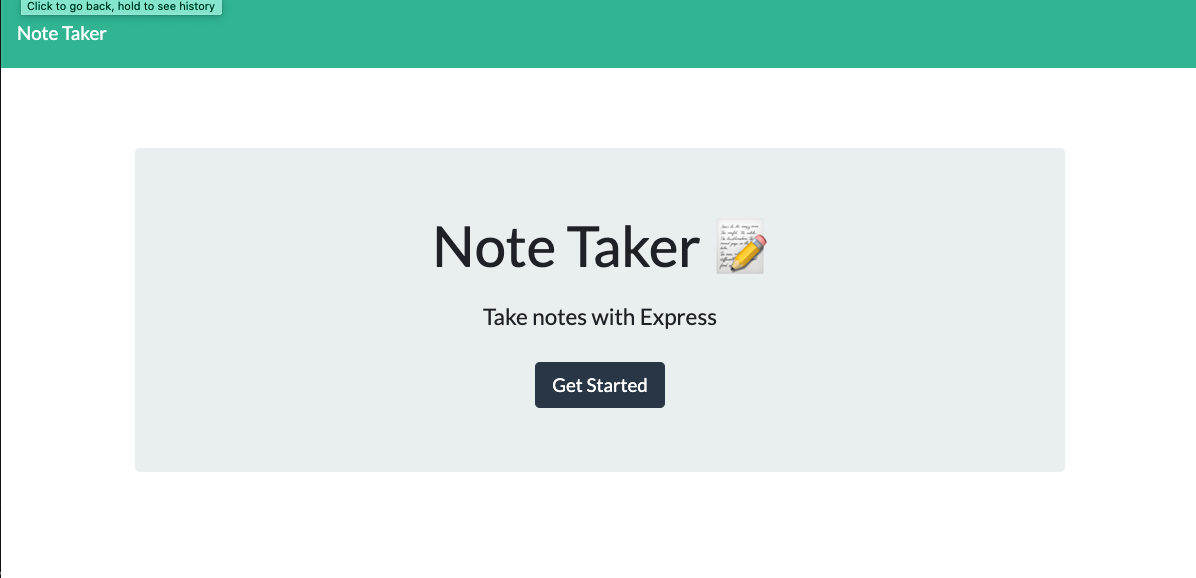 Click to go back, hold to see history
Note Taker
Note Taker
Take notes with Express
Get Started